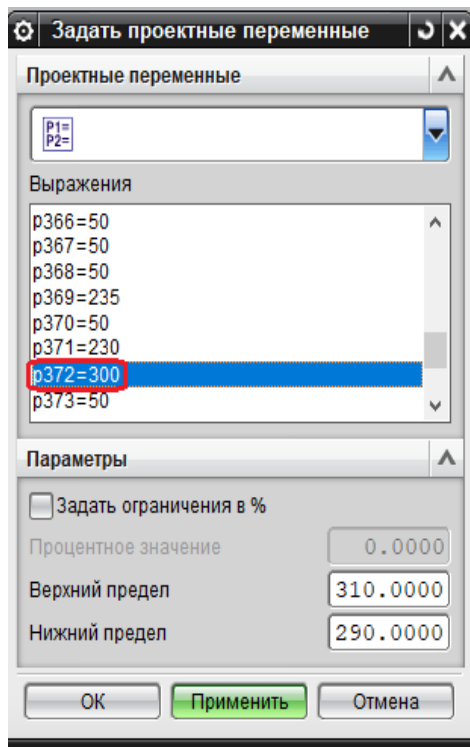 Задать проектные переменные
Проектные переменные
P1=
P2=
Выражения
p366=50
p367=50
p368=50
p369=235
p370=50
p371=230
p372=300
p373=50
Параметры
Задать ограничения в %
Процентное значение 0.0000
Верхний предел 310.0000
Нижний предел 290.0000
ОК Применить Отмена